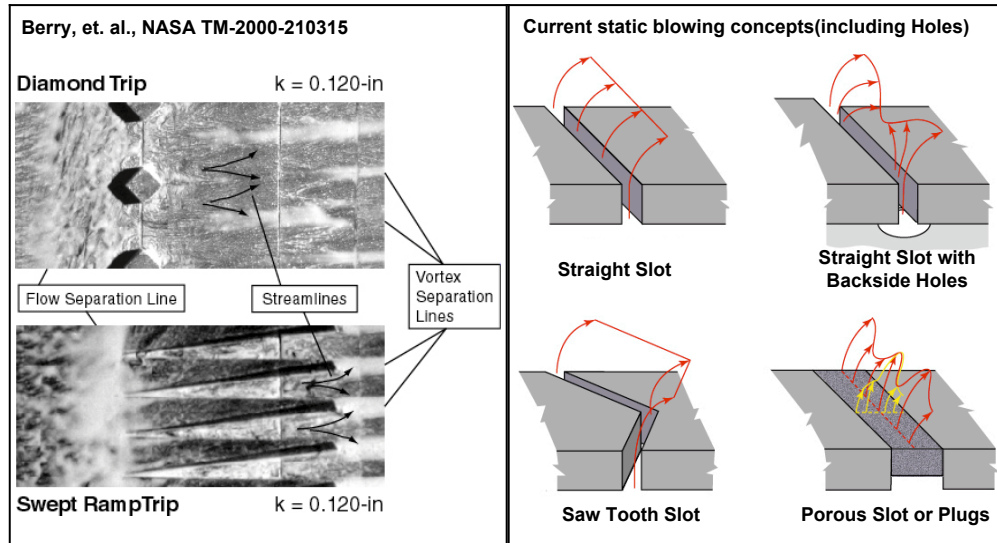 Berry, et. al., NASA TM-2000-210315
Diamond Trip
k = 0.120-in
Flow Separation Line
Streamlines
Vortex
Separation
Lines
Swept RampTrip
k = 0.120-in
Current static blowing concepts(including Holes)
Straight Slot
Straight Slot with
Backside Holes
Saw Tooth Slot
Porous Slot or Plugs